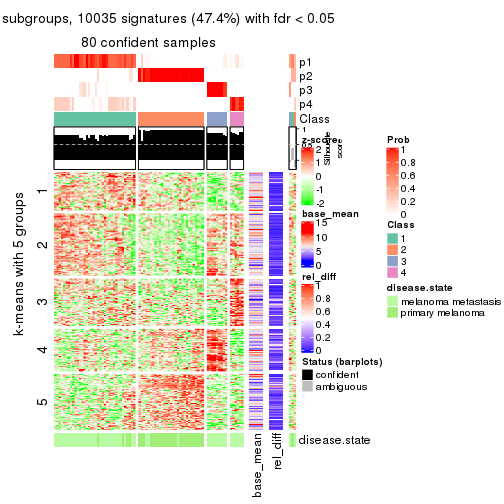 subgroups, 10035 signatures (47.4%) with fdr < 0.05
80 confident samples
p1
p2
p3
p4
Class
1
0
Silhouette
score
z-score
2
1
0
-1
-2
base_mean
15
10
5
0
rel_diff
1
0.8
0.6
0.4
0.2
0
Status (barplots)
confident
ambiguous
Prob
1
0.8
0.6
0.4
0.2
0
Class
1
2
3
4
disease.state
melanoma metastasis
primary melanoma
k-means with 5 groups
1
2
3
4
5
disease.state
base_mean
rel_diff